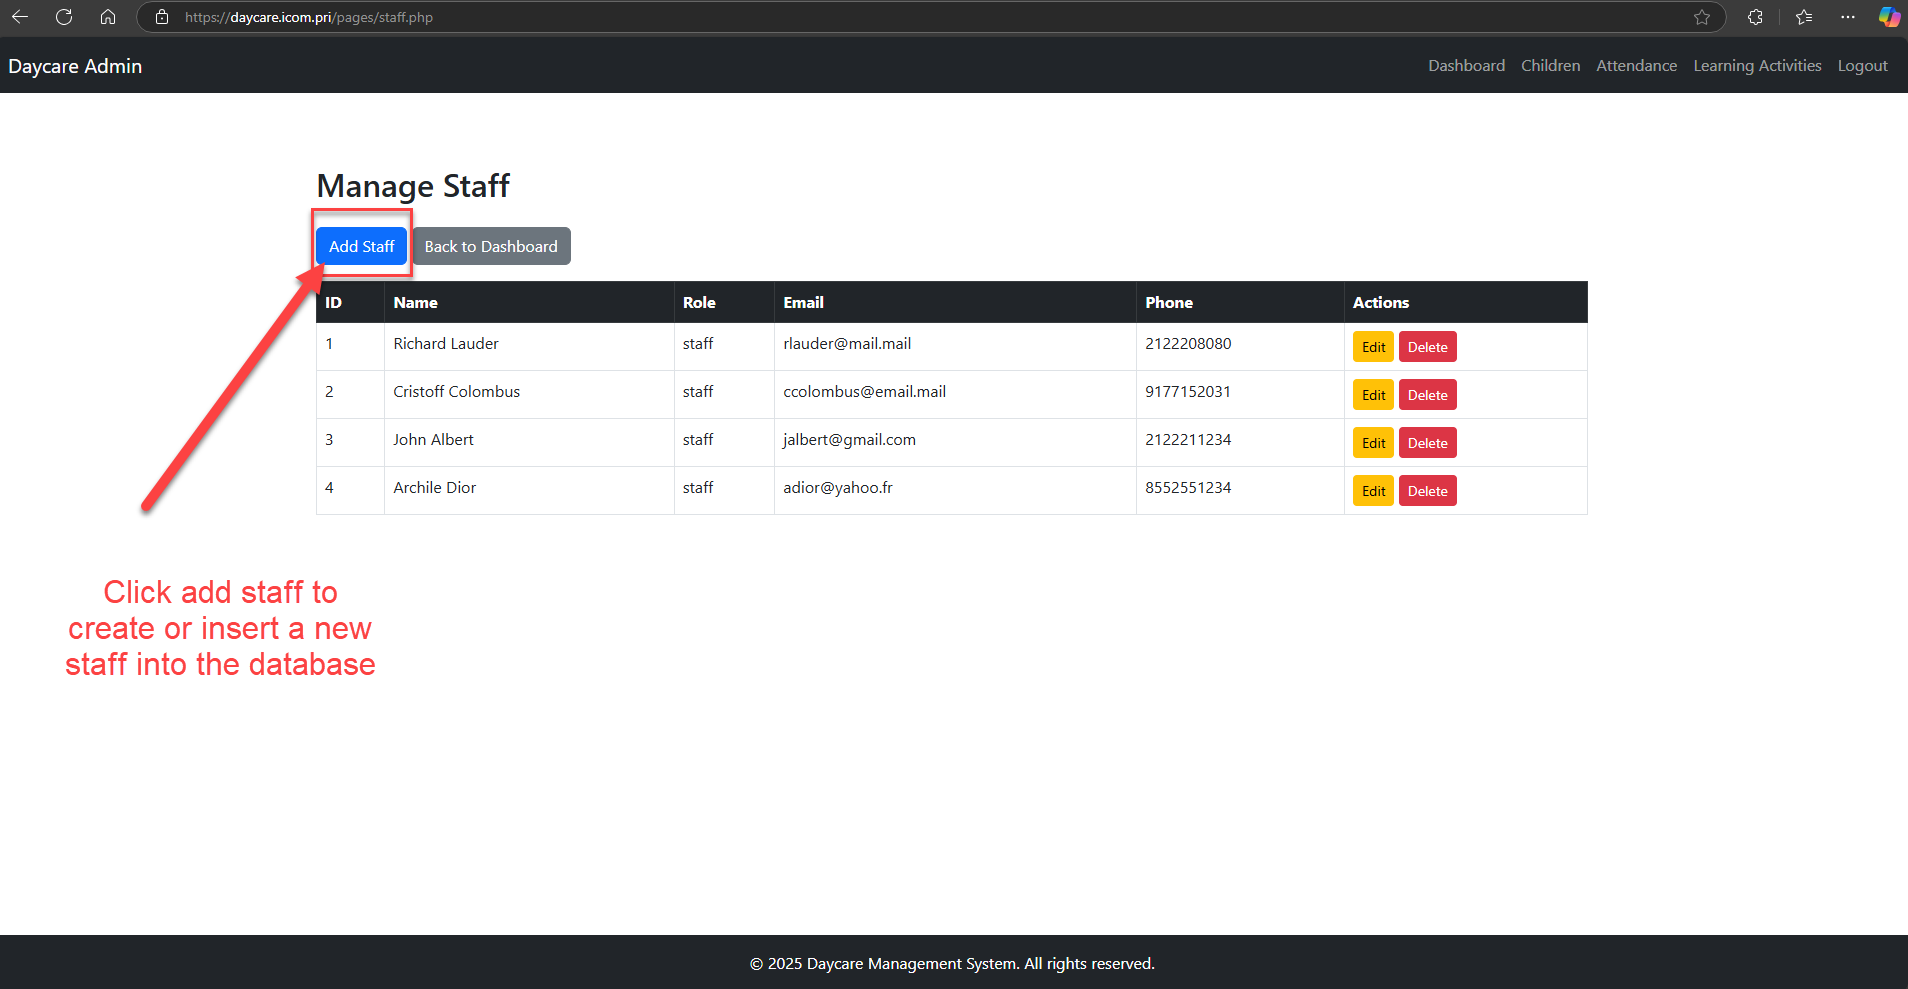 https://daycare.icom.pri/pages/staff.php
Daycare Admin
Dashboard Children Attendance Learning Activities Logout
Manage Staff
Add Staff Back to Dashboard
ID Name Role Email Phone Actions
1 Richard Lauder staff rlauder@mail.mail 2122208080 Edit Delete
2 Cristoff Colombus staff ccolombus@email.mail 9177152031 Edit Delete
3 John Albert staff jalbert@gmail.com 2122211234 Edit Delete
4 Archile Dior staff adior@yahoo.fr 8552551234 Edit Delete
Click add staff to
create or insert a new
staff into the database
© 2025 Daycare Management System. All rights reserved.